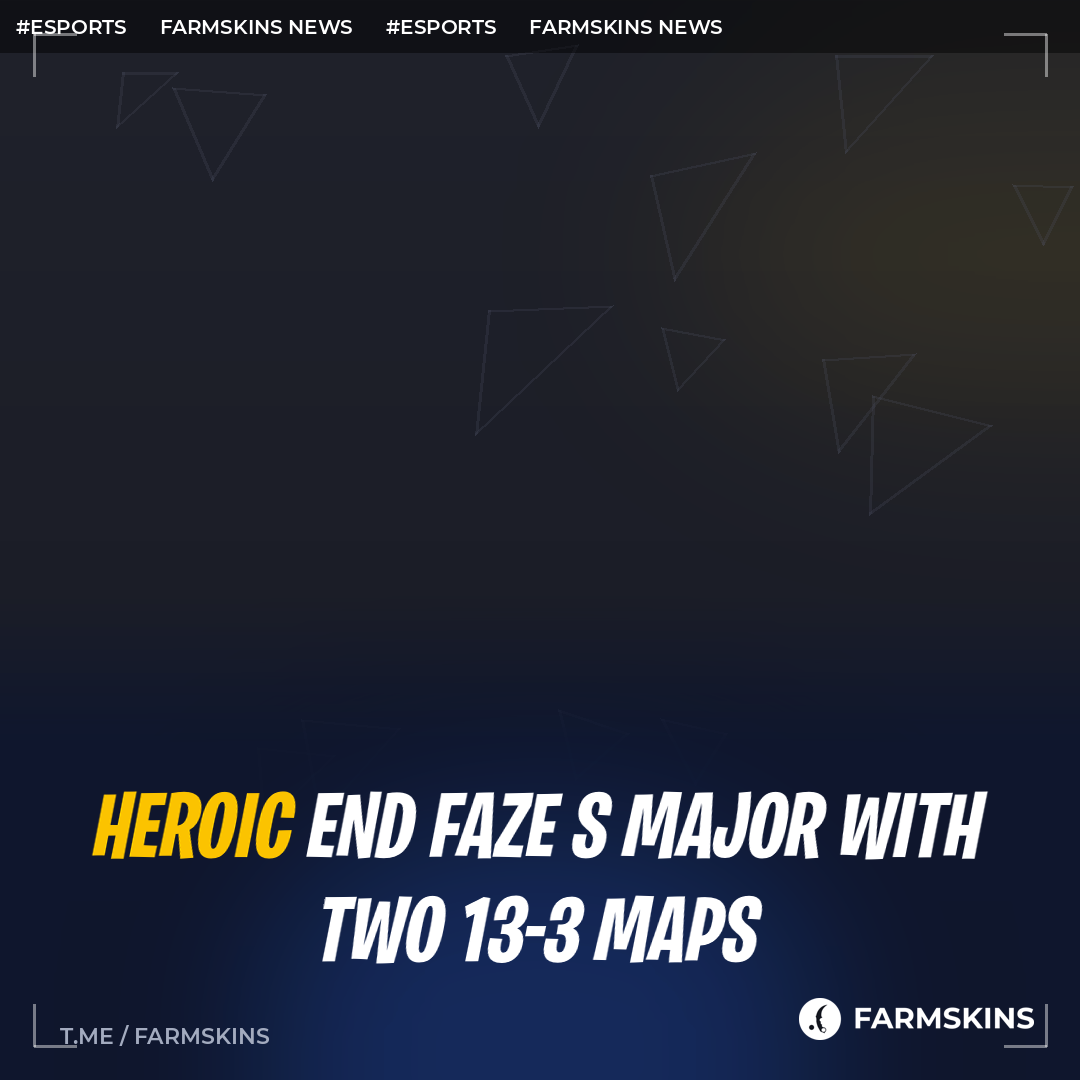 #ESPORTS FARMSKINS NEWS #ESPORTS FARMSKINS NEWS
HEROIC END FAZE S MAJOR WITH
TWO 13-3 MAPS
T.ME / FARMSKINS
FARMSKINS